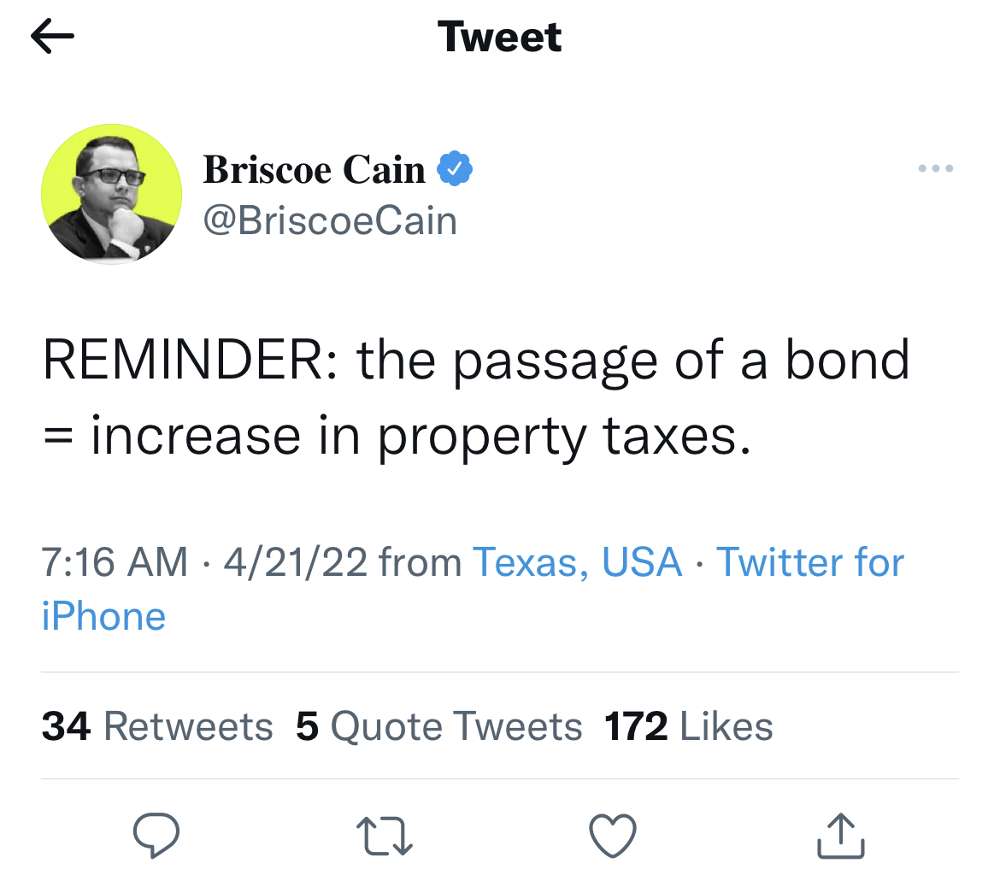 Tweet
Briscoe Cain
@BriscoeCain
REMINDER: the passage of a bond
= increase in property taxes.
7:16 AM · 4/21/22 from Texas, USA · Twitter for
iPhone
34 Retweets 5 Quote Tweets 172 Likes